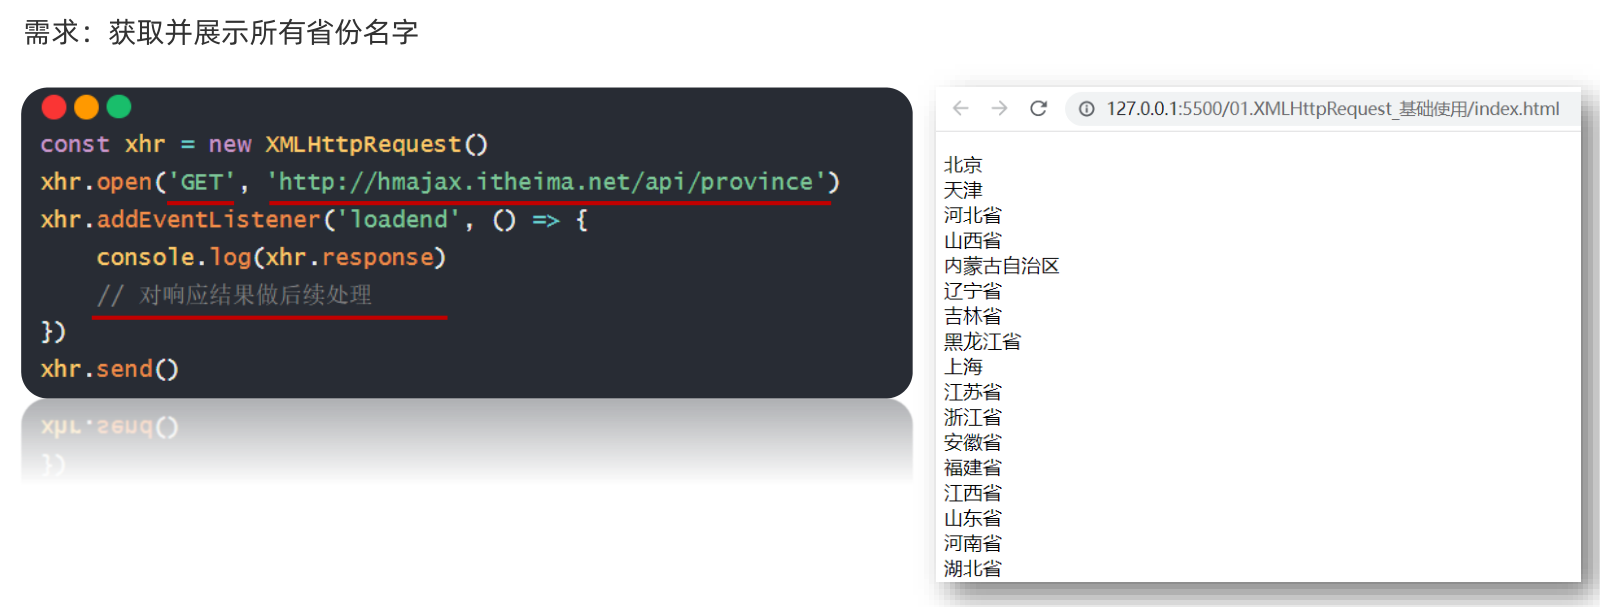 需求：获取并展示所有省份名字
const xhr = new XMLHttpRequest()
xhr.open('GET', 'http://hmajax.itheima.net/api/province')
xhr.addEventListener('loadend', () => {
    console.log(xhr.response)
    // 对响应结果做后续处理
})
xhr.send()
127.0.0.1:5500/01.XMLHttpRequest_基础使用/index.html
北京
天津
河北省
山西省
内蒙古自治区
辽宁省
吉林省
黑龙江省
上海
江苏省
浙江省
安徽省
福建省
江西省
山东省
河南省
湖北省